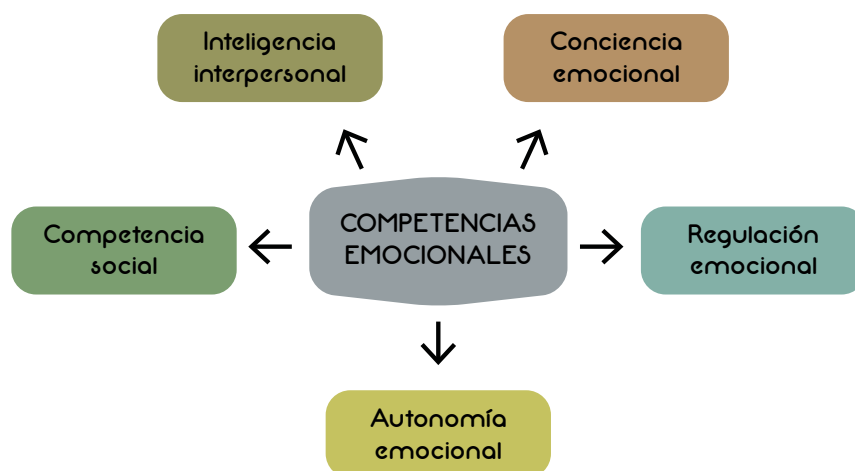 Inteligencia
interpersonal
Conciencia
emocional
COMPETENCIAS
EMOCIONALES
Competencia
social
Regulación
emocional
Autonomía
emocional